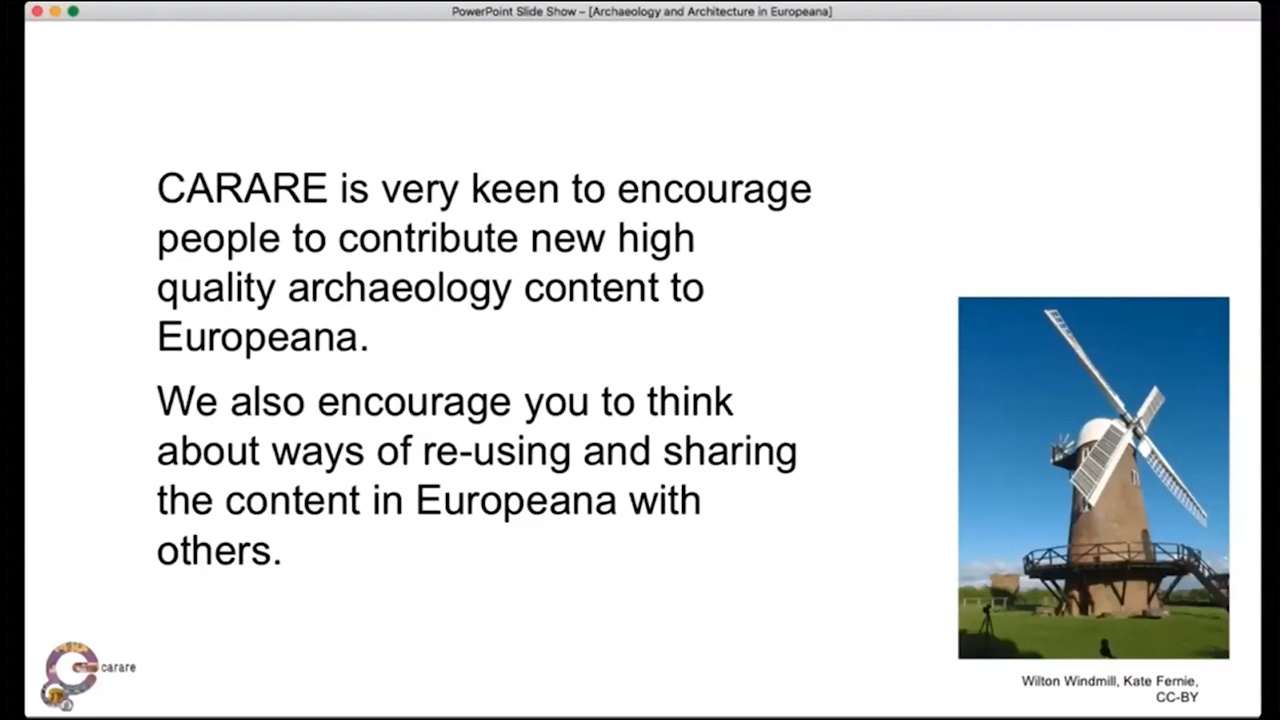 PowerPoint Slide Show – [Archaeology and Architecture in Europeana]
CARARE is very keen to encourage
people to contribute new high
quality archaeology content to
Europeana.
We also encourage you to think
about ways of re-using and sharing
the content in Europeana with
others.
carare
Wilton Windmill, Kate Fernie,
CC-BY